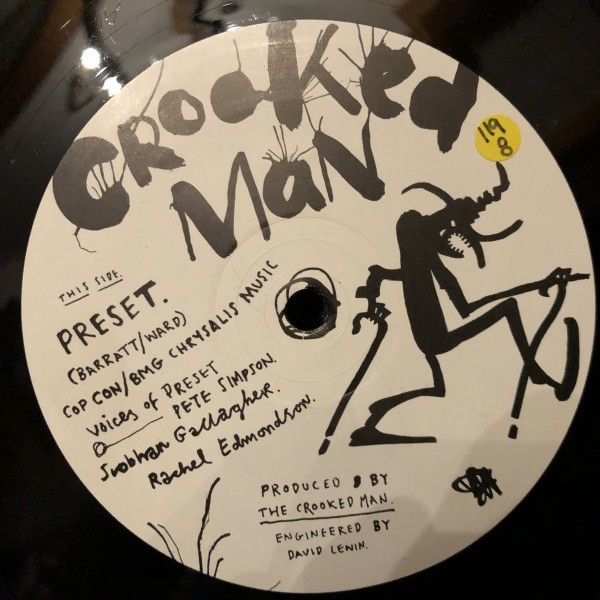 Crooked
Man
119
8
THIS SIDE.
PRESET.
(BARRATT/WARD)
COP CON/BMG CHRYSALIS MUSIC
VOICES of PRESET
PETE SIMPSON.
Siobhan Gallagher.
Rachel Edmondson.
PRODUCED BY
THE CROOKED MAN.
ENGINEERED BY
DAVID LEWIN.